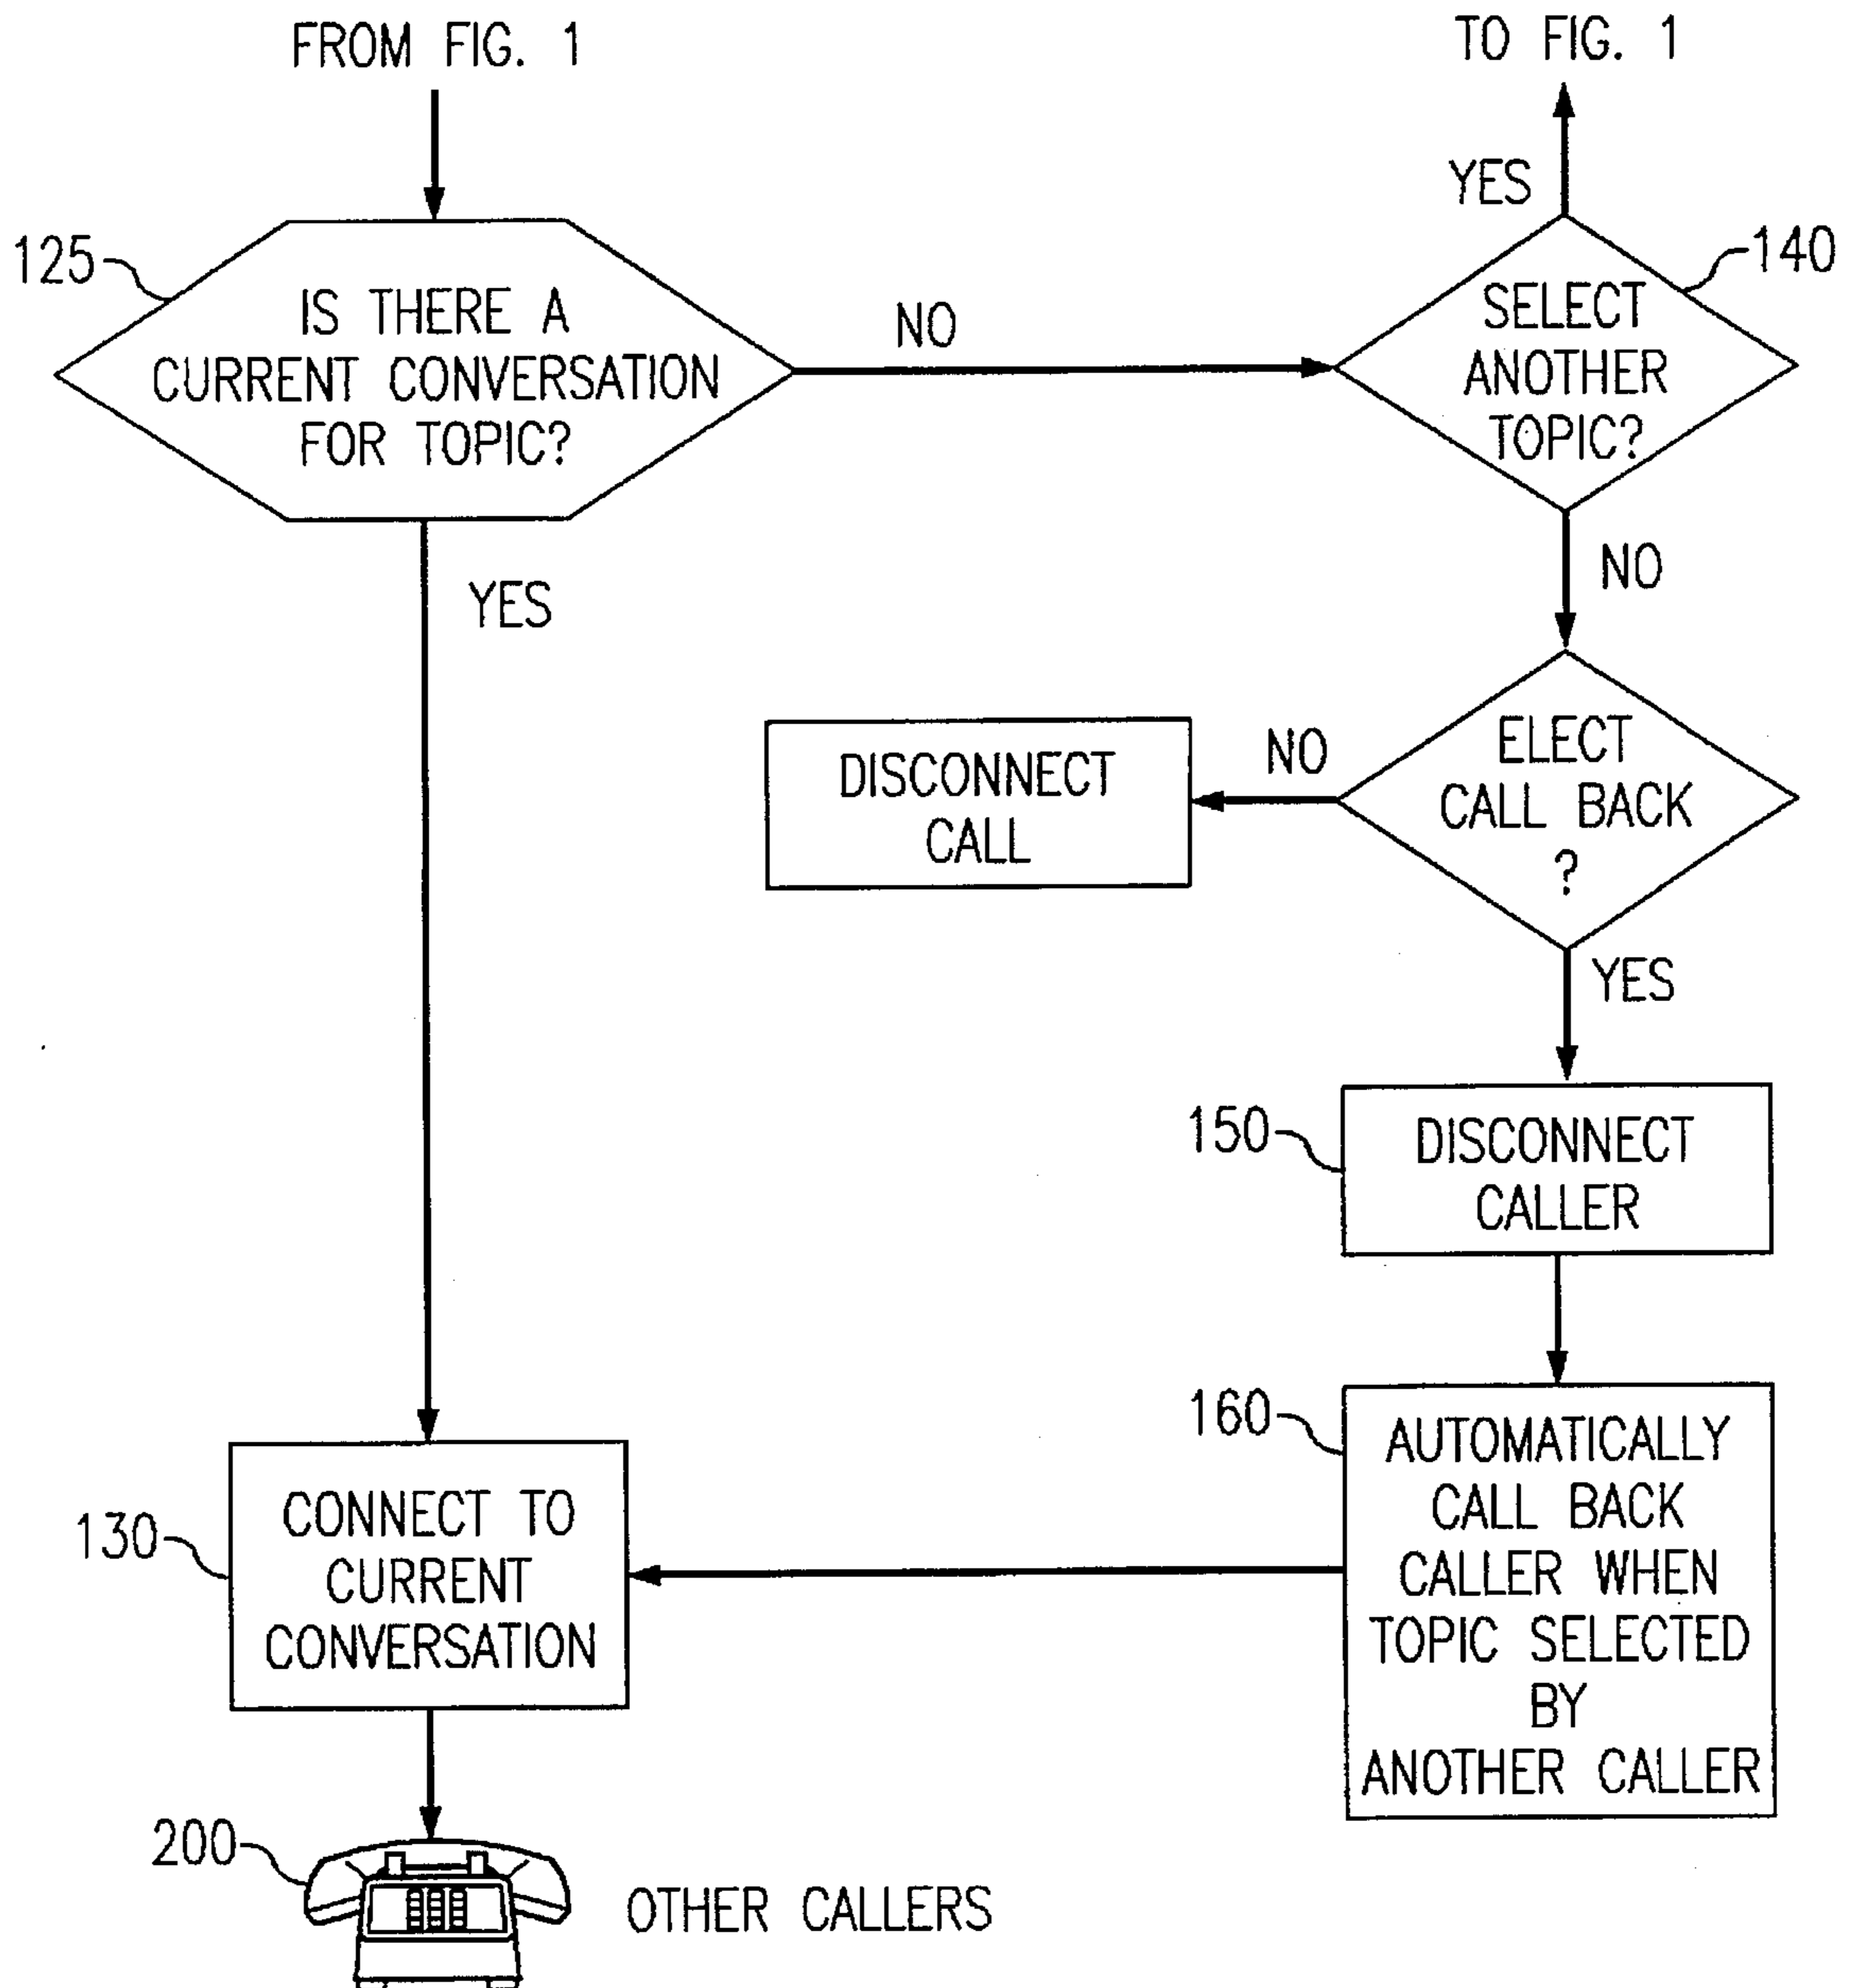 FROM FIG. 1
TO FIG. 1
YES
125
140
IS THERE A
CURRENT CONVERSATION
FOR TOPIC?
NO
SELECT
ANOTHER
TOPIC?
NO
YES
DISCONNECT
CALL
NO
ELECT
CALL BACK
?
YES
150
DISCONNECT
CALLER
160
AUTOMATICALLY
CALL BACK
CALLER WHEN
TOPIC SELECTED
BY
ANOTHER CALLER
130
CONNECT TO
CURRENT
CONVERSATION
200
OTHER CALLERS